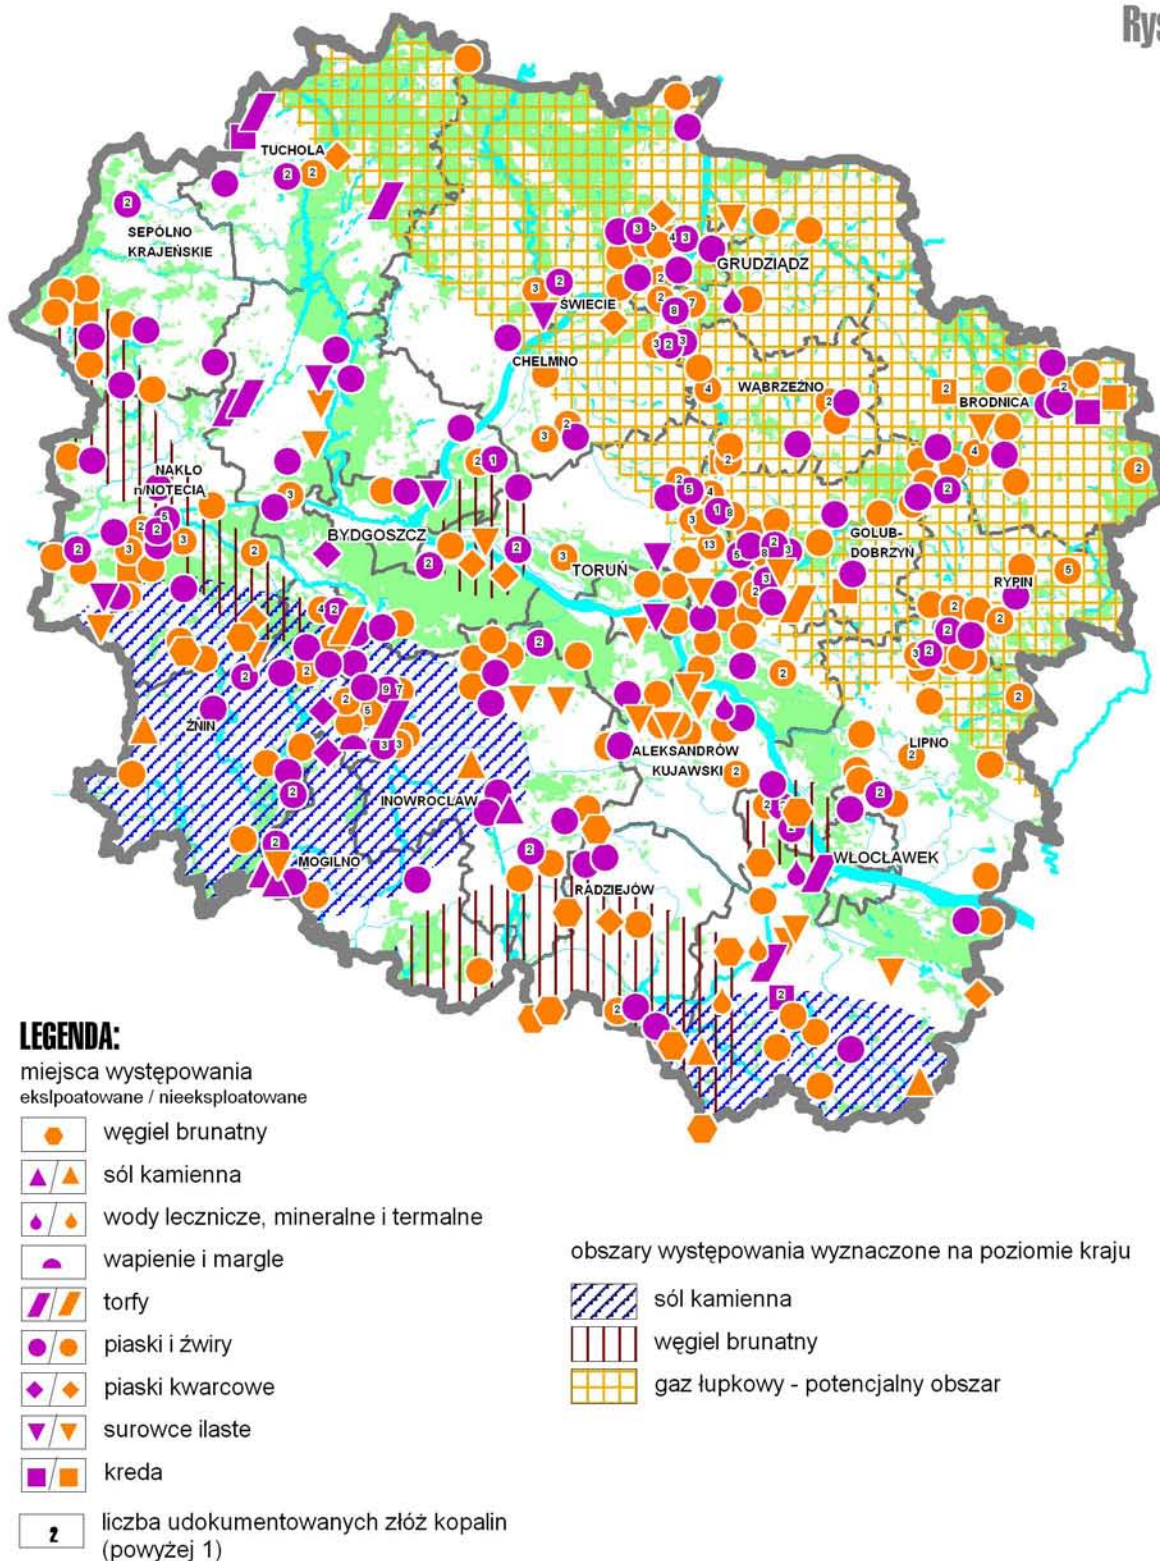 Rys
TUCHOLA
SEPÓLNO
KRAJEŃSKIE
GRUDZIĄDZ
ŚWIECIE
CHEŁMNO
WĄBRZEŹNO
BRODNICA
NAKŁO
n/NOTECIĄ
BYDGOSZCZ
TORUŃ
GOLUB-
DOBRZYŃ
RYPIN
ŻNIN
LIPNO
ALEKSANDRÓW
KUJAWSKI
INOWROCŁAW
MOGILNO
RADZIEJÓW
WŁOCŁAWEK
LEGENDA:
miejsca występowania
ekslpoatowane / nieeksploatowane
węgiel brunatny
sól kamienna
wody lecznicze, mineralne i termalne
wapienie i margle
torfy
piaski i żwiry
piaski kwarcowe
surowce ilaste
kreda
2 liczba udokumentowanych złóż kopalin
(powyżej 1)
obszary występowania wyznaczone na poziomie kraju
sól kamienna
węgiel brunatny
gaz łupkowy - potencjalny obszar